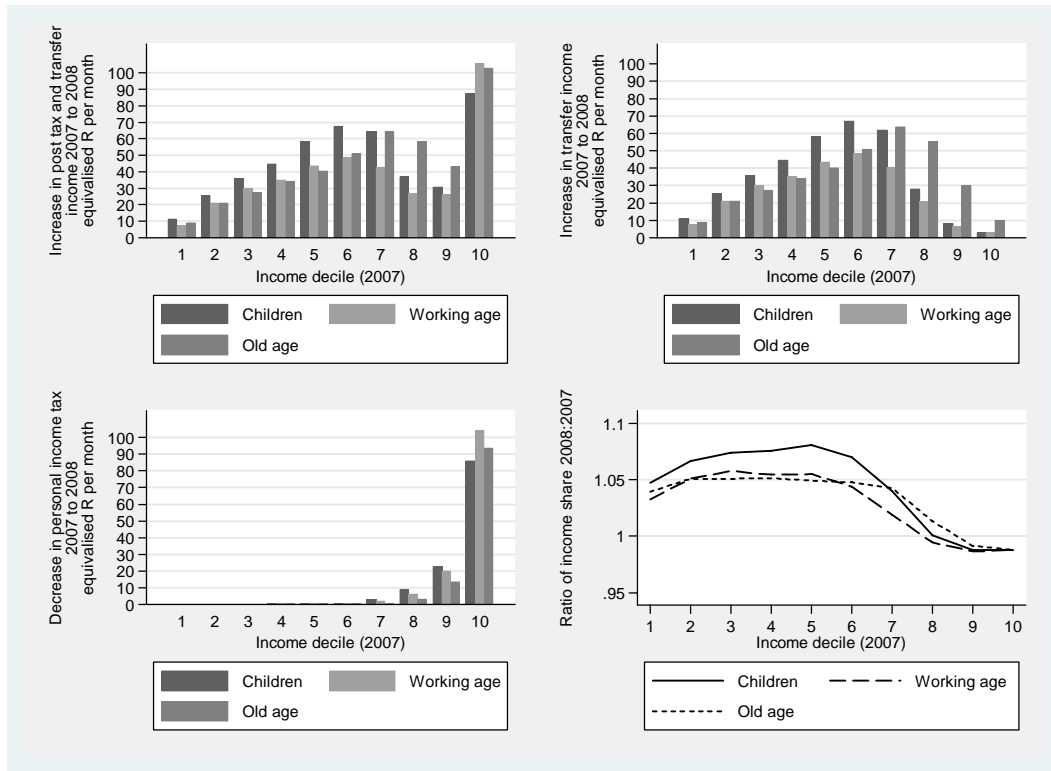 Increase in post tax and transfer
income 2007 to 2008
equivalised R per month
100
90
80
70
60
50
40
30
20
10
0
1 2 3 4 5 6 7 8 9 10
Income decile (2007)
Children Working age
Old age
Increase in transfer income
2007 to 2008
equivalised R per month
100
90
80
70
60
50
40
30
20
10
0
1 2 3 4 5 6 7 8 9 10
Income decile (2007)
Children Working age
Old age
Decrease in personal income tax
2007 to 2008
equivalised R per month
100
90
80
70
60
50
40
30
20
10
0
1 2 3 4 5 6 7 8 9 10
Income decile (2007)
Children Working age
Old age
Ratio of income share 2008:2007
1.1
1.05
1
.95
1 2 3 4 5 6 7 8 9 10
Income decile (2007)
Children Working age
Old age